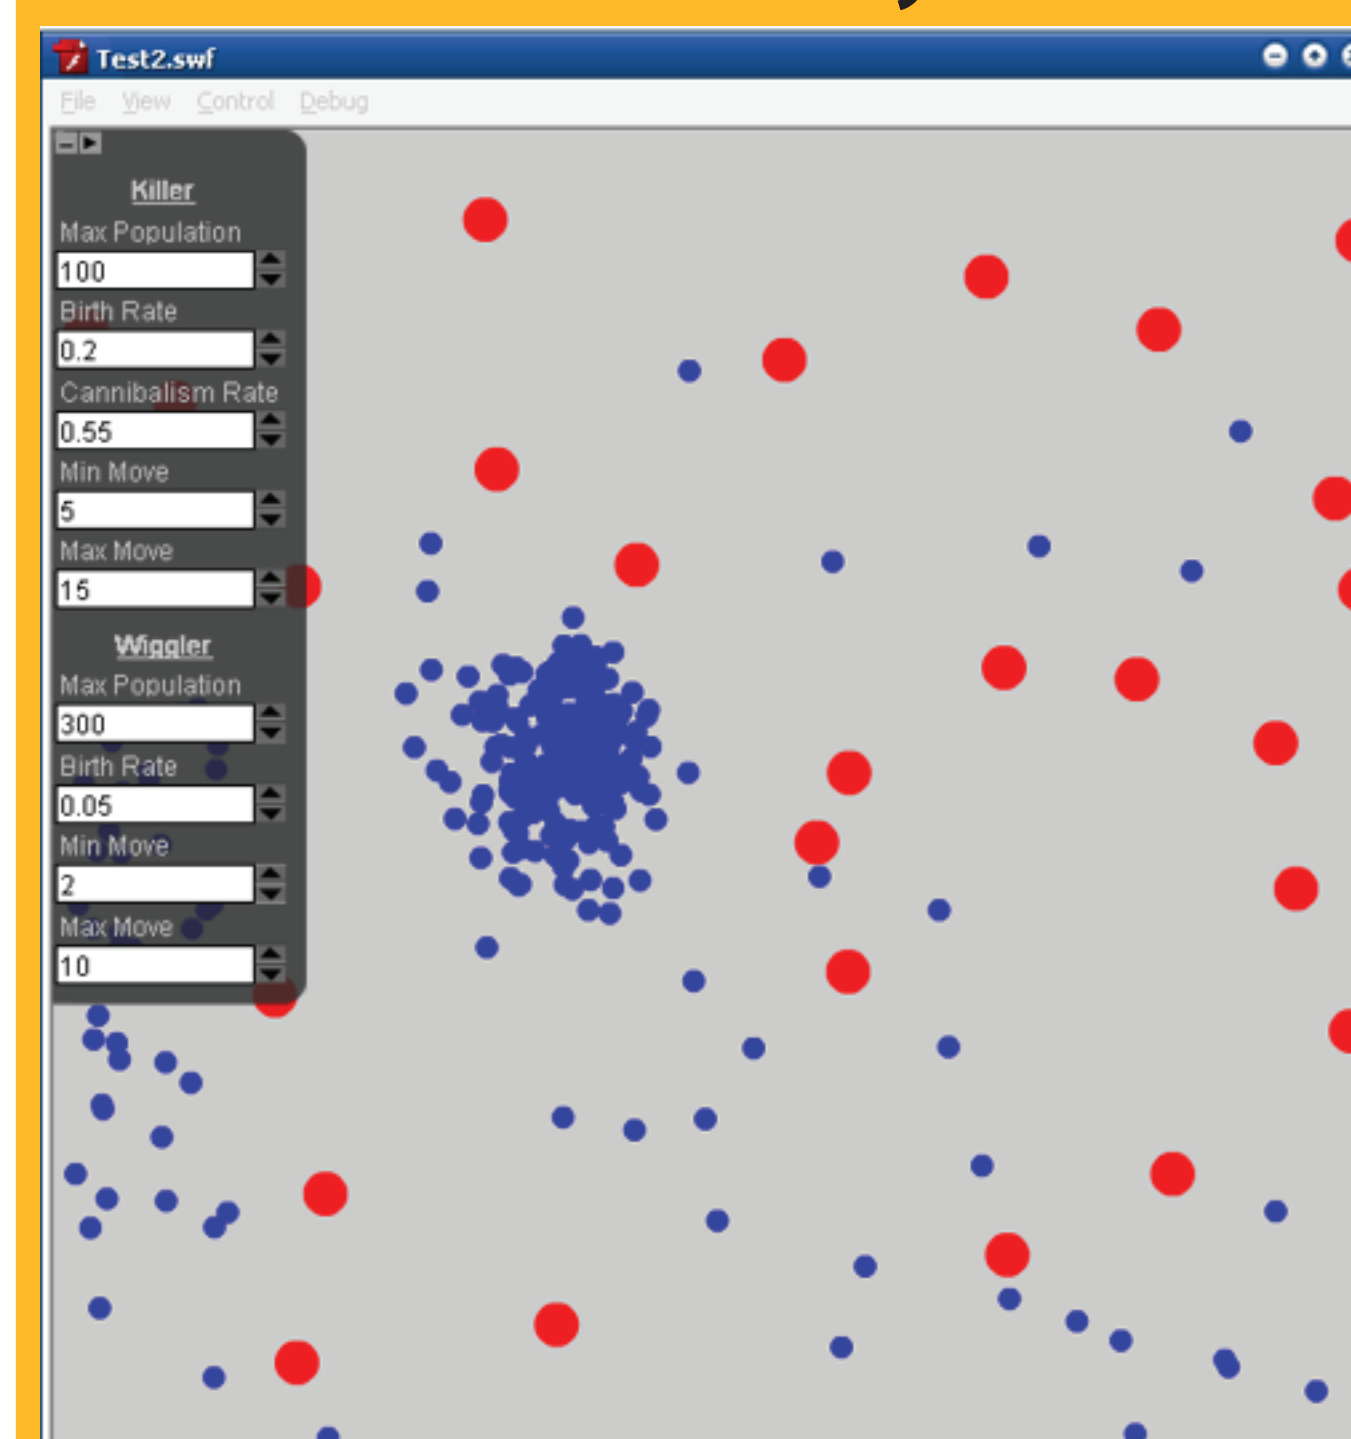 Test2.swf
File View Control Debug
Killer
Max Population
100
Birth Rate
0.2
Cannibalism Rate
0.55
Min Move
5
Max Move
15
Wiggler
Max Population
300
Birth Rate
0.05
Min Move
2
Max Move
10